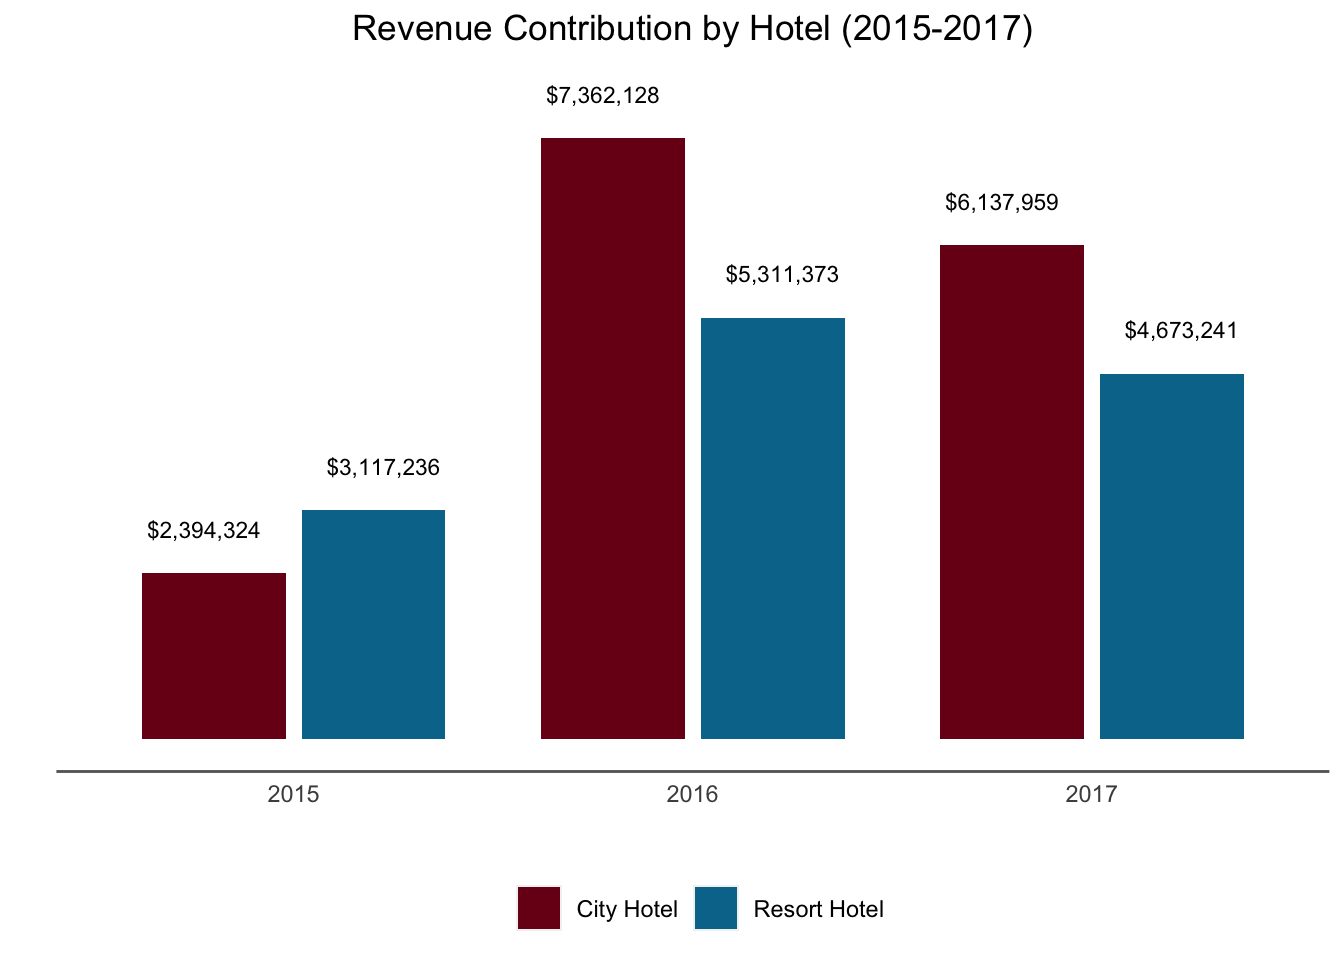 Revenue Contribution by Hotel (2015-2017)
$7,362,128
$6,137,959
$5,311,373
$4,673,241
$3,117,236
$2,394,324
2015 2016 2017
City Hotel Resort Hotel